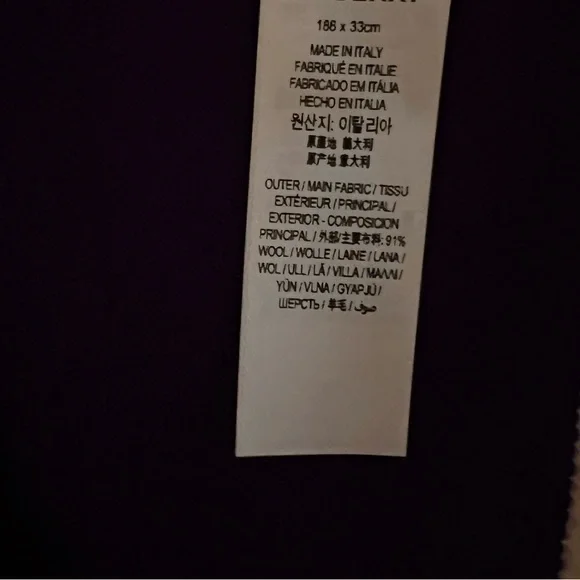 186 x 33cm
MADE IN ITALY
FABRIQUÉ EN ITALIE
FABRICADO EM ITÁLIA
HECHO EN ITALIA
원산지: 이탈리아
原產地 義大利
原产地 意大利
OUTER / MAIN FABRIC / TISSU
EXTÉRIEUR / PRINCIPAL /
EXTERIOR - COMPOSICION
PRINCIPAL / 外部/主要布料: 91%
WOOL / WOLLE / LAINE / LANA /
WOL / ULL / LÃ / VILLA / ΜΑΛΛΙ /
YÜN / VLNA / GYAPJÚ /
ШЕРСТЬ / 羊毛 / صوف